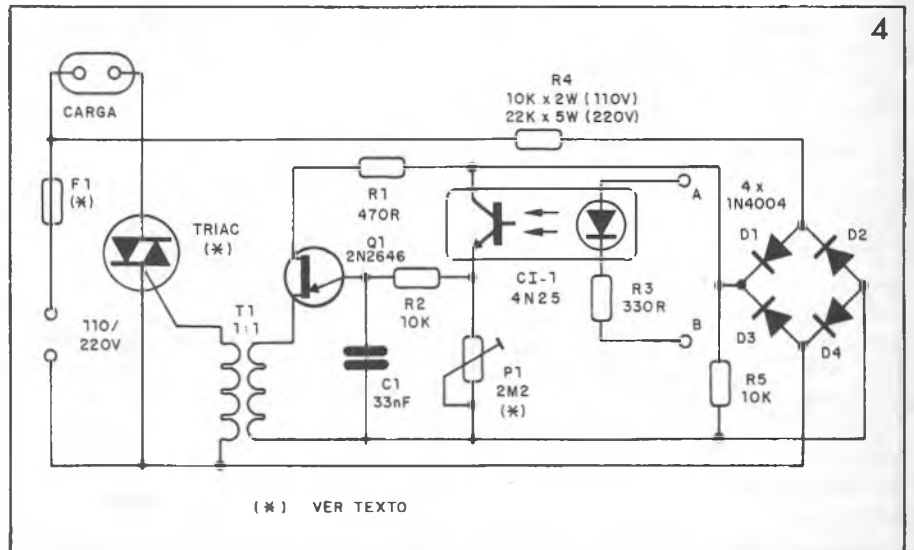 4
CARGA
R4
10K x 2W (110V)
22K x 5W (220V)
F1
(*)
TRIAC
(*)
R1
470R
A
4 x
1N4004
D1
D2
Q1
2N2646
R2
10K
CI-1
4N25
R3
330R
D3
D4
110/
220V
T1
1:1
C1
33nF
P1
2M2
(*)
B
R5
10K
(*) VER TEXTO